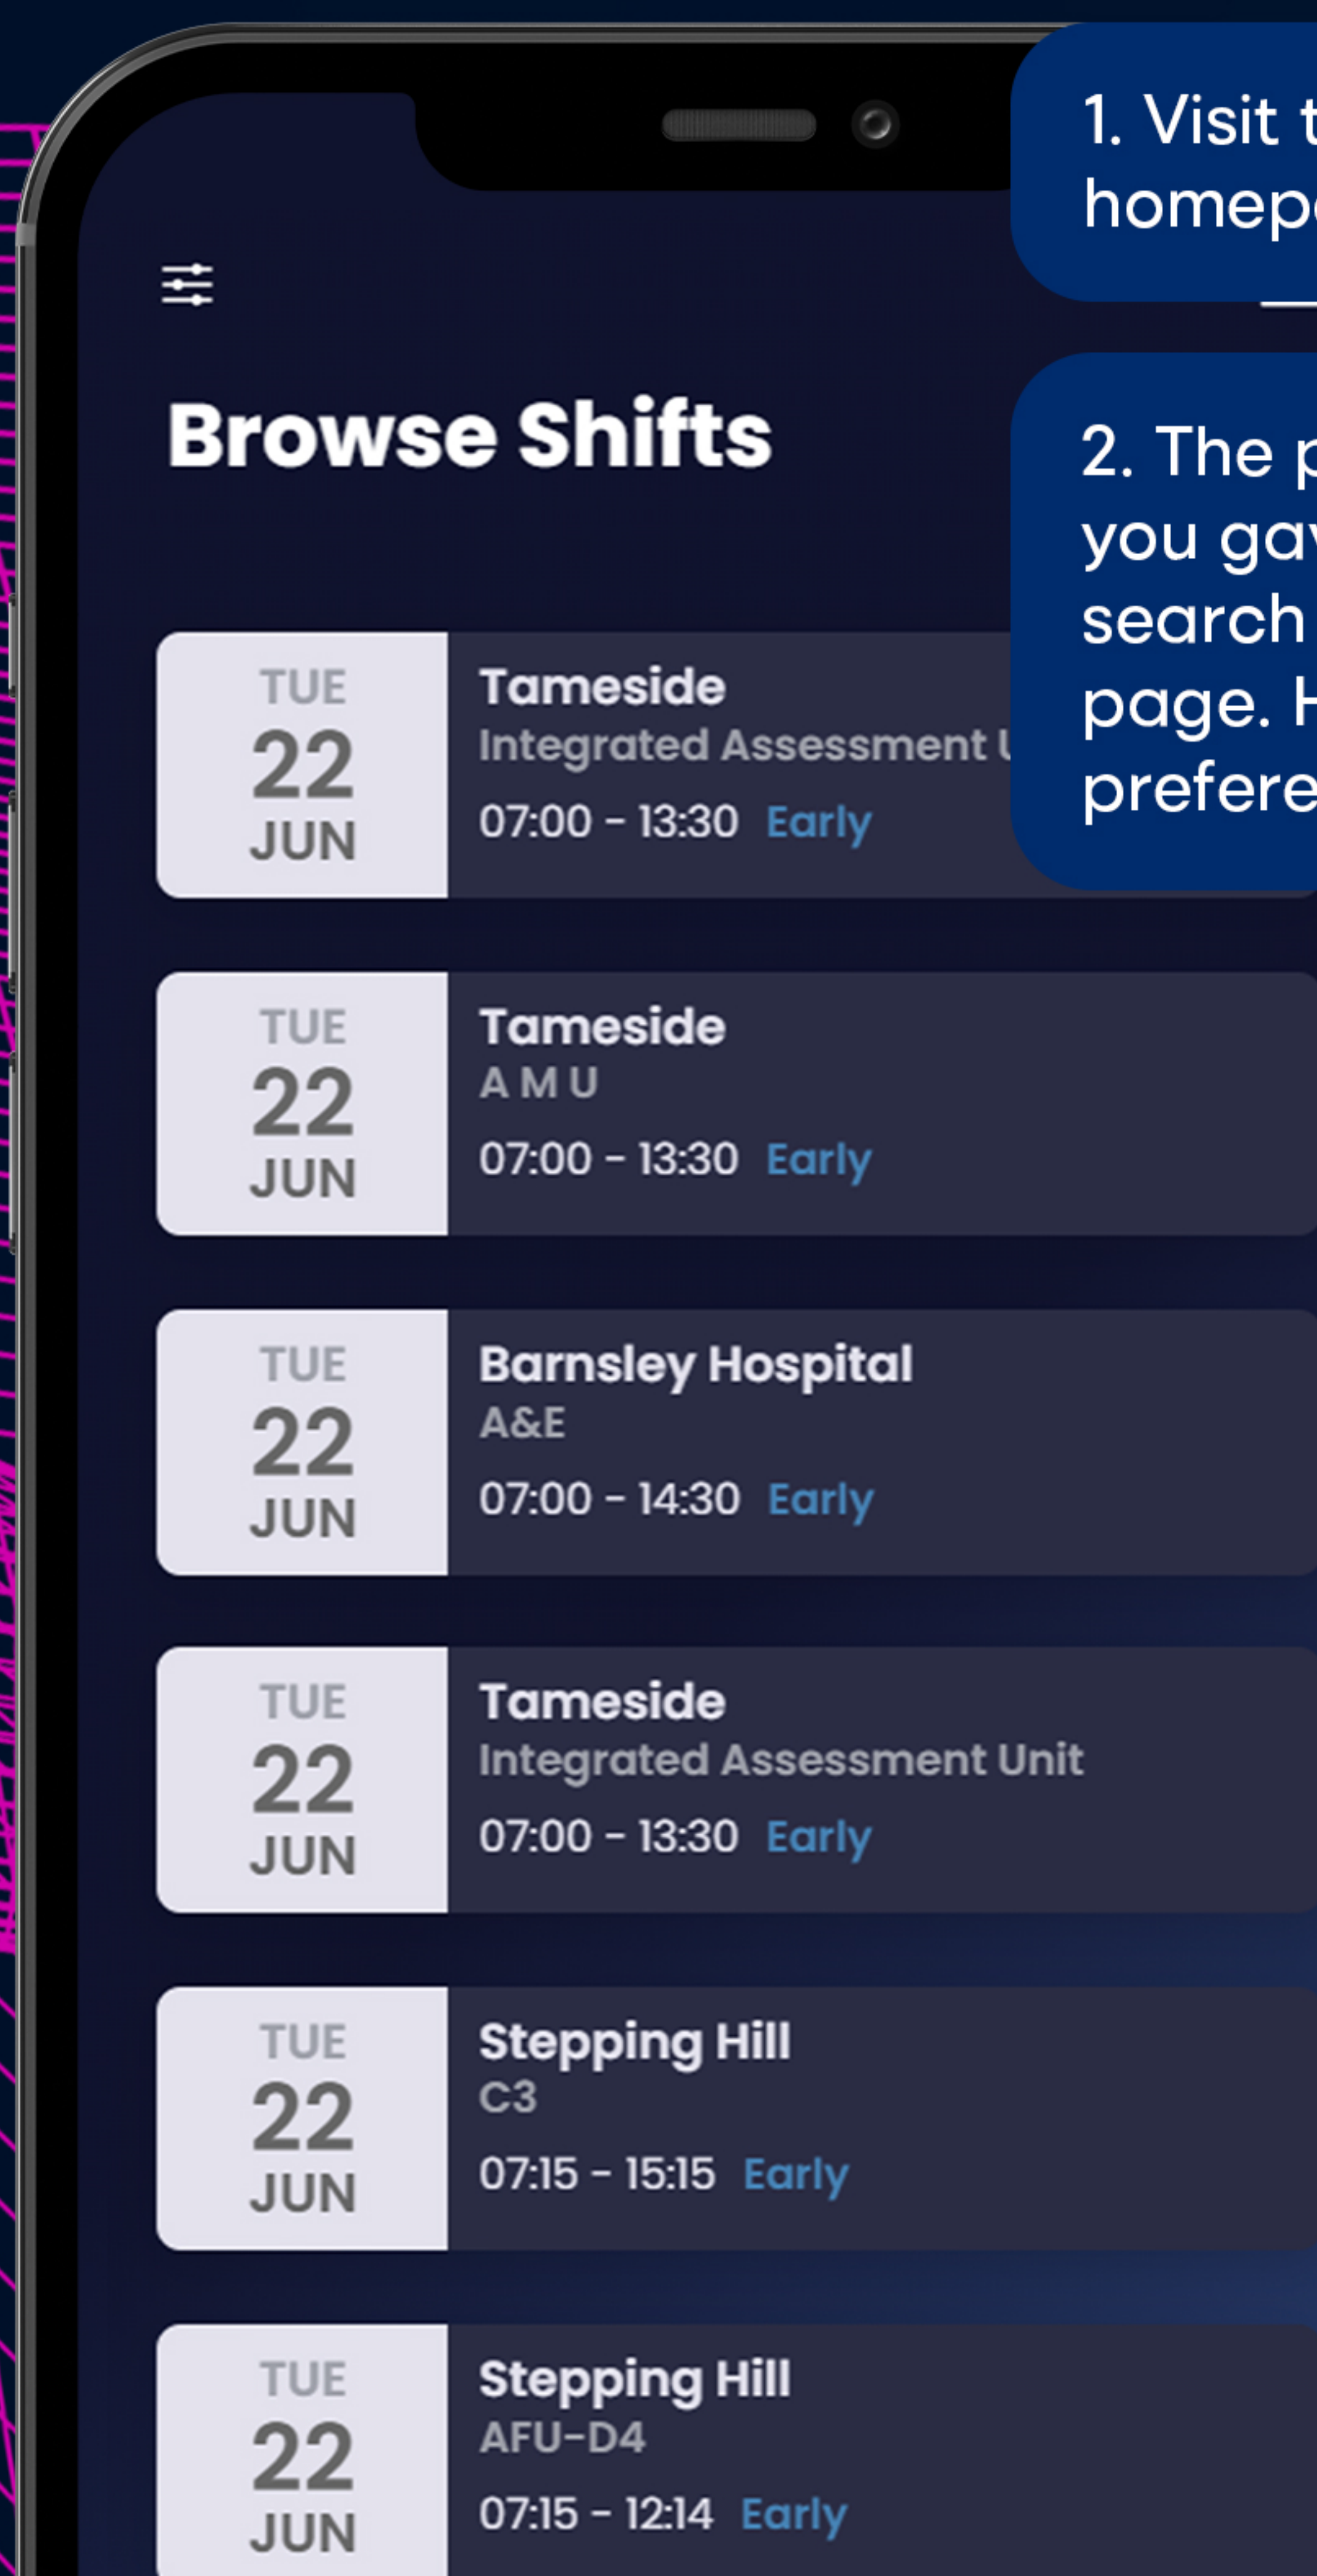 1. Visit
homep
2. The
you gav
search
page.
prefere
Browse Shifts
TUE
22
JUN
Tameside
Integrated Assessment
07:00 - 13:30 Early
TUE
22
JUN
Tameside
A M U
07:00 - 13:30 Early
TUE
22
JUN
Barnsley Hospital
A&E
07:00 - 14:30 Early
TUE
22
JUN
Tameside
Integrated Assessment Unit
07:00 - 13:30 Early
TUE
22
JUN
Stepping Hill
C3
07:15 - 15:15 Early
TUE
22
JUN
Stepping Hill
AFU-D4
07:15 - 12:14 Early